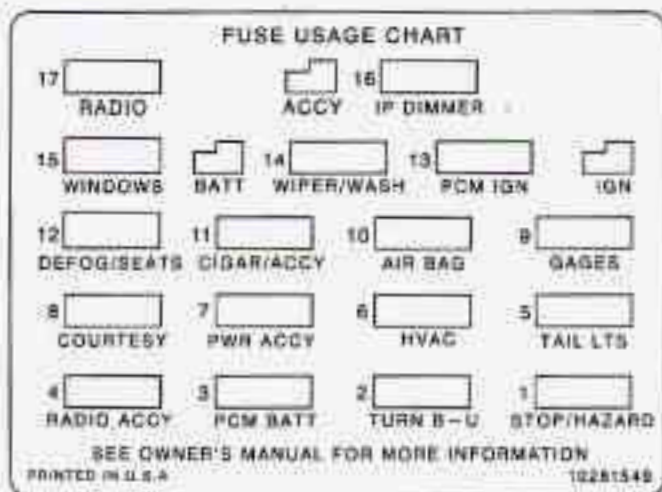 FUSE USAGE CHART
17 16
RADIO ACCY IP DIMMER
15 14 13
WINDOWS BATT WIPER/WASH PCM IGN IGN
12 11 10 9
DEFOG/SEATS CIGAR/ACCY AIR BAG GAGES
8 7 6 5
COURTESY PWR ACCY HVAC TAIL LTS
4 3 2 1
RADIO ACCY PCM BATT TURN B-U STOP/HAZARD
SEE OWNER'S MANUAL FOR MORE INFORMATION
PRINTED IN U.S.A 10281549